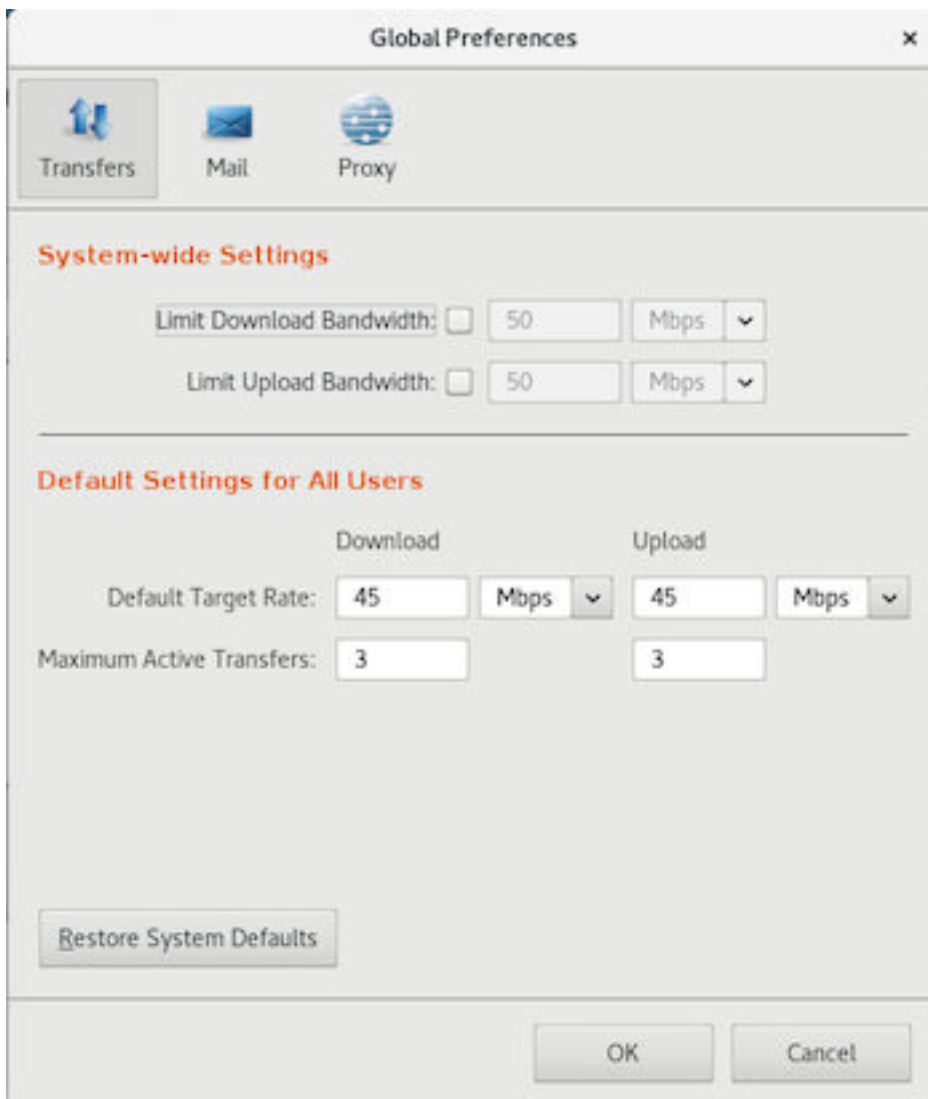 Global Preferences ×
Transfers Mail Proxy
System-wide Settings
Limit Download Bandwidth: 50 Mbps
Limit Upload Bandwidth: 50 Mbps
Default Settings for All Users
Download Upload
Default Target Rate: 45 Mbps 45 Mbps
Maximum Active Transfers: 3 3
Restore System Defaults
OK Cancel